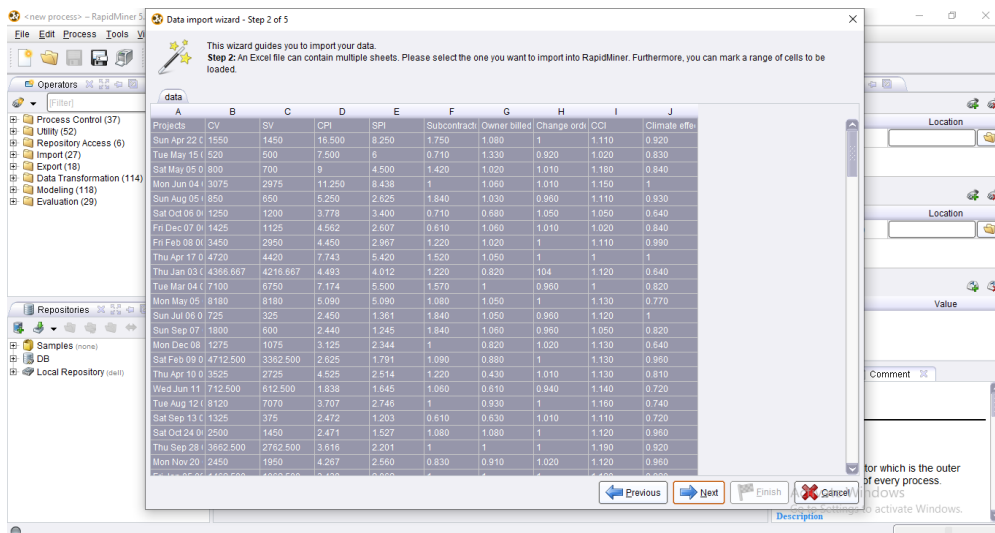 <new process> – RapidMiner 5.
File Edit Process Tools Vi
Operators
[Filter]
Process Control (37)
Utility (52)
Repository Access (6)
Import (27)
Export (18)
Data Transformation (114)
Modeling (118)
Evaluation (29)
Repositories
Samples (none)
DB
Local Repository (dell)
Data import wizard - Step 2 of 5
This wizard guides you to import your data.
Step 2: An Excel file can contain multiple sheets. Please select the one you want to import into RapidMiner. Furthermore, you can mark a range of cells to be
loaded.
data
A B C D E F G H I J
Projects CV SV CPI SPI Subcontracti Owner billed Change orde CCI Climate effe
Sun Apr 22 0 1550 1450 16.500 8.250 1.750 1.080 1 1.110 0.920
Tue May 15 0 520 500 7.500 6 0.710 1.330 0.920 1.020 0.830
Sat May 05 0 800 700 9 4.500 1.420 1.020 1.010 1.180 0.840
Mon Jun 04 3075 2975 11.250 8.438 1 1.060 1.010 1.150 1
Sun Aug 05 850 650 5.250 2.625 1.840 1.030 0.960 1.110 0.930
Sat Oct 06 0 1250 1200 3.778 3.400 0.710 0.680 1.050 1.050 0.640
Fri Dec 07 0 1425 1125 4.562 2.607 0.610 1.060 1.010 1.020 0.840
Fri Feb 08 0 3450 2950 4.450 2.967 1.220 1.020 1 1.110 0.990
Thu Apr 17 0 4720 4420 7.743 5.420 1.520 1.050 1 1 1
Thu Jan 03 0 4366.667 4216.667 4.493 4.012 1.220 0.820 104 1.120 0.640
Tue Mar 04 0 7100 6750 7.174 5.500 1.570 1 0.960 1 0.820
Mon May 05 8180 8180 5.090 5.090 1.080 1.050 1 1.130 0.770
Sun Jul 06 0 725 325 2.450 1.361 1.840 1.050 0.960 1.120 1
Sun Sep 07 1800 600 2.440 1.245 1.840 1.060 0.960 1.050 0.820
Mon Dec 08 1275 1075 3.125 2.344 1 0.820 1.020 1.130 0.640
Sat Feb 09 0 4712.500 3362.500 2.625 1.791 1.090 0.880 1 1.130 0.960
Thu Apr 10 0 3525 2725 4.525 2.514 1.220 0.430 1.010 1.130 0.810
Wed Jun 11 712.500 612.500 1.838 1.645 1.060 0.610 0.940 1.140 0.720
Tue Aug 12 0 8120 7070 3.707 2.746 1 0.930 1 1.160 0.740
Sat Sep 13 0 1325 375 2.472 1.203 0.610 0.630 1.010 1.110 0.720
Sat Oct 24 0 2500 1450 2.471 1.527 1.080 1.080 1 1.120 0.960
Thu Sep 28 3662.500 2762.500 3.616 2.201 1 1 1 1.190 0.920
Mon Nov 20 2450 1950 4.267 2.560 0.830 0.910 1.020 1.120 0.960
Previous Next Finish Cancel
Location
Location
Value
Comment
tor which is the outer
of every process.
Description
Activate Windows
Go to Settings to activate Windows.